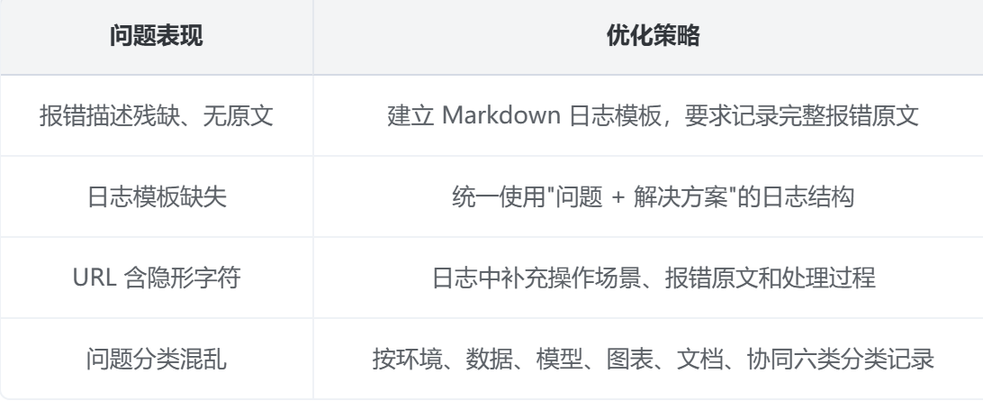 问题表现 优化策略
报错描述残缺、无原文 建立 Markdown 日志模板，要求记录完整报错原文
日志模板缺失 统一使用"问题 + 解决方案"的日志结构
URL 含隐形字符 日志中补充操作场景、报错原文和处理过程
问题分类混乱 按环境、数据、模型、图表、文档、协同六类分类记录